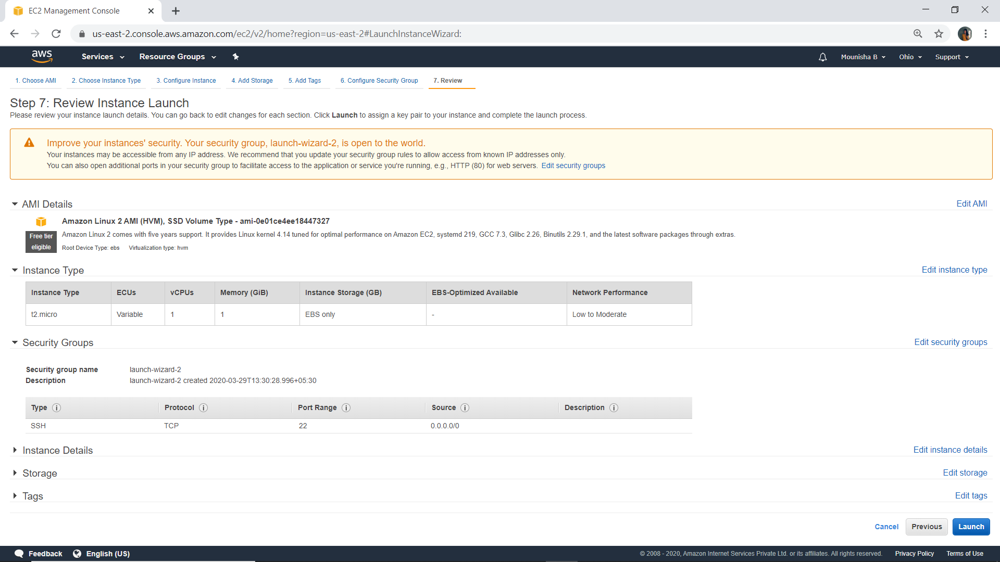 EC2 Management Console
us-east-2.console.aws.amazon.com/ec2/v2/home?region=us-east-2#LaunchInstanceWizard:
aws Services Resource Groups Mounisha B Ohio Support
1. Choose AMI 2. Choose Instance Type 3. Configure Instance 4. Add Storage 5. Add Tags 6. Configure Security Group 7. Review
Step 7: Review Instance Launch
Please review your instance launch details. You can go back to edit changes for each section. Click Launch to assign a key pair to your instance and complete the launch process.
Improve your instances' security. Your security group, launch-wizard-2, is open to the world.
Your instances may be accessible from any IP address. We recommend that you update your security group rules to allow access from known IP addresses only.
You can also open additional ports in your security group to facilitate access to the application or service you're running, e.g., HTTP (80) for web servers. Edit security groups
AMI Details Edit AMI
Amazon Linux 2 AMI (HVM), SSD Volume Type - ami-0e01ce4ee18447327
Free tier
eligible
Amazon Linux 2 comes with five years support. It provides Linux kernel 4.14 tuned for optimal performance on Amazon EC2, systemd 219, GCC 7.3, Glibc 2.26, Binutils 2.29.1, and the latest software packages through extras.
Root Device Type: ebs Virtualization type: hvm
Instance Type Edit instance type
Instance Type ECUs vCPUs Memory (GiB) Instance Storage (GB) EBS-Optimized Available Network Performance
t2.micro Variable 1 1 EBS only - Low to Moderate
Security Groups Edit security groups
Security group name launch-wizard-2
Description launch-wizard-2 created 2020-03-29T13:30:28.996+05:30
Type i Protocol i Port Range i Source i Description i
SSH TCP 22 0.0.0.0/0
Instance Details Edit instance details
Storage Edit storage
Tags Edit tags
Cancel Previous Launch
Feedback English (US) © 2008 - 2020, Amazon Internet Services Private Ltd. or its affiliates. All rights reserved. Privacy Policy Terms of Use